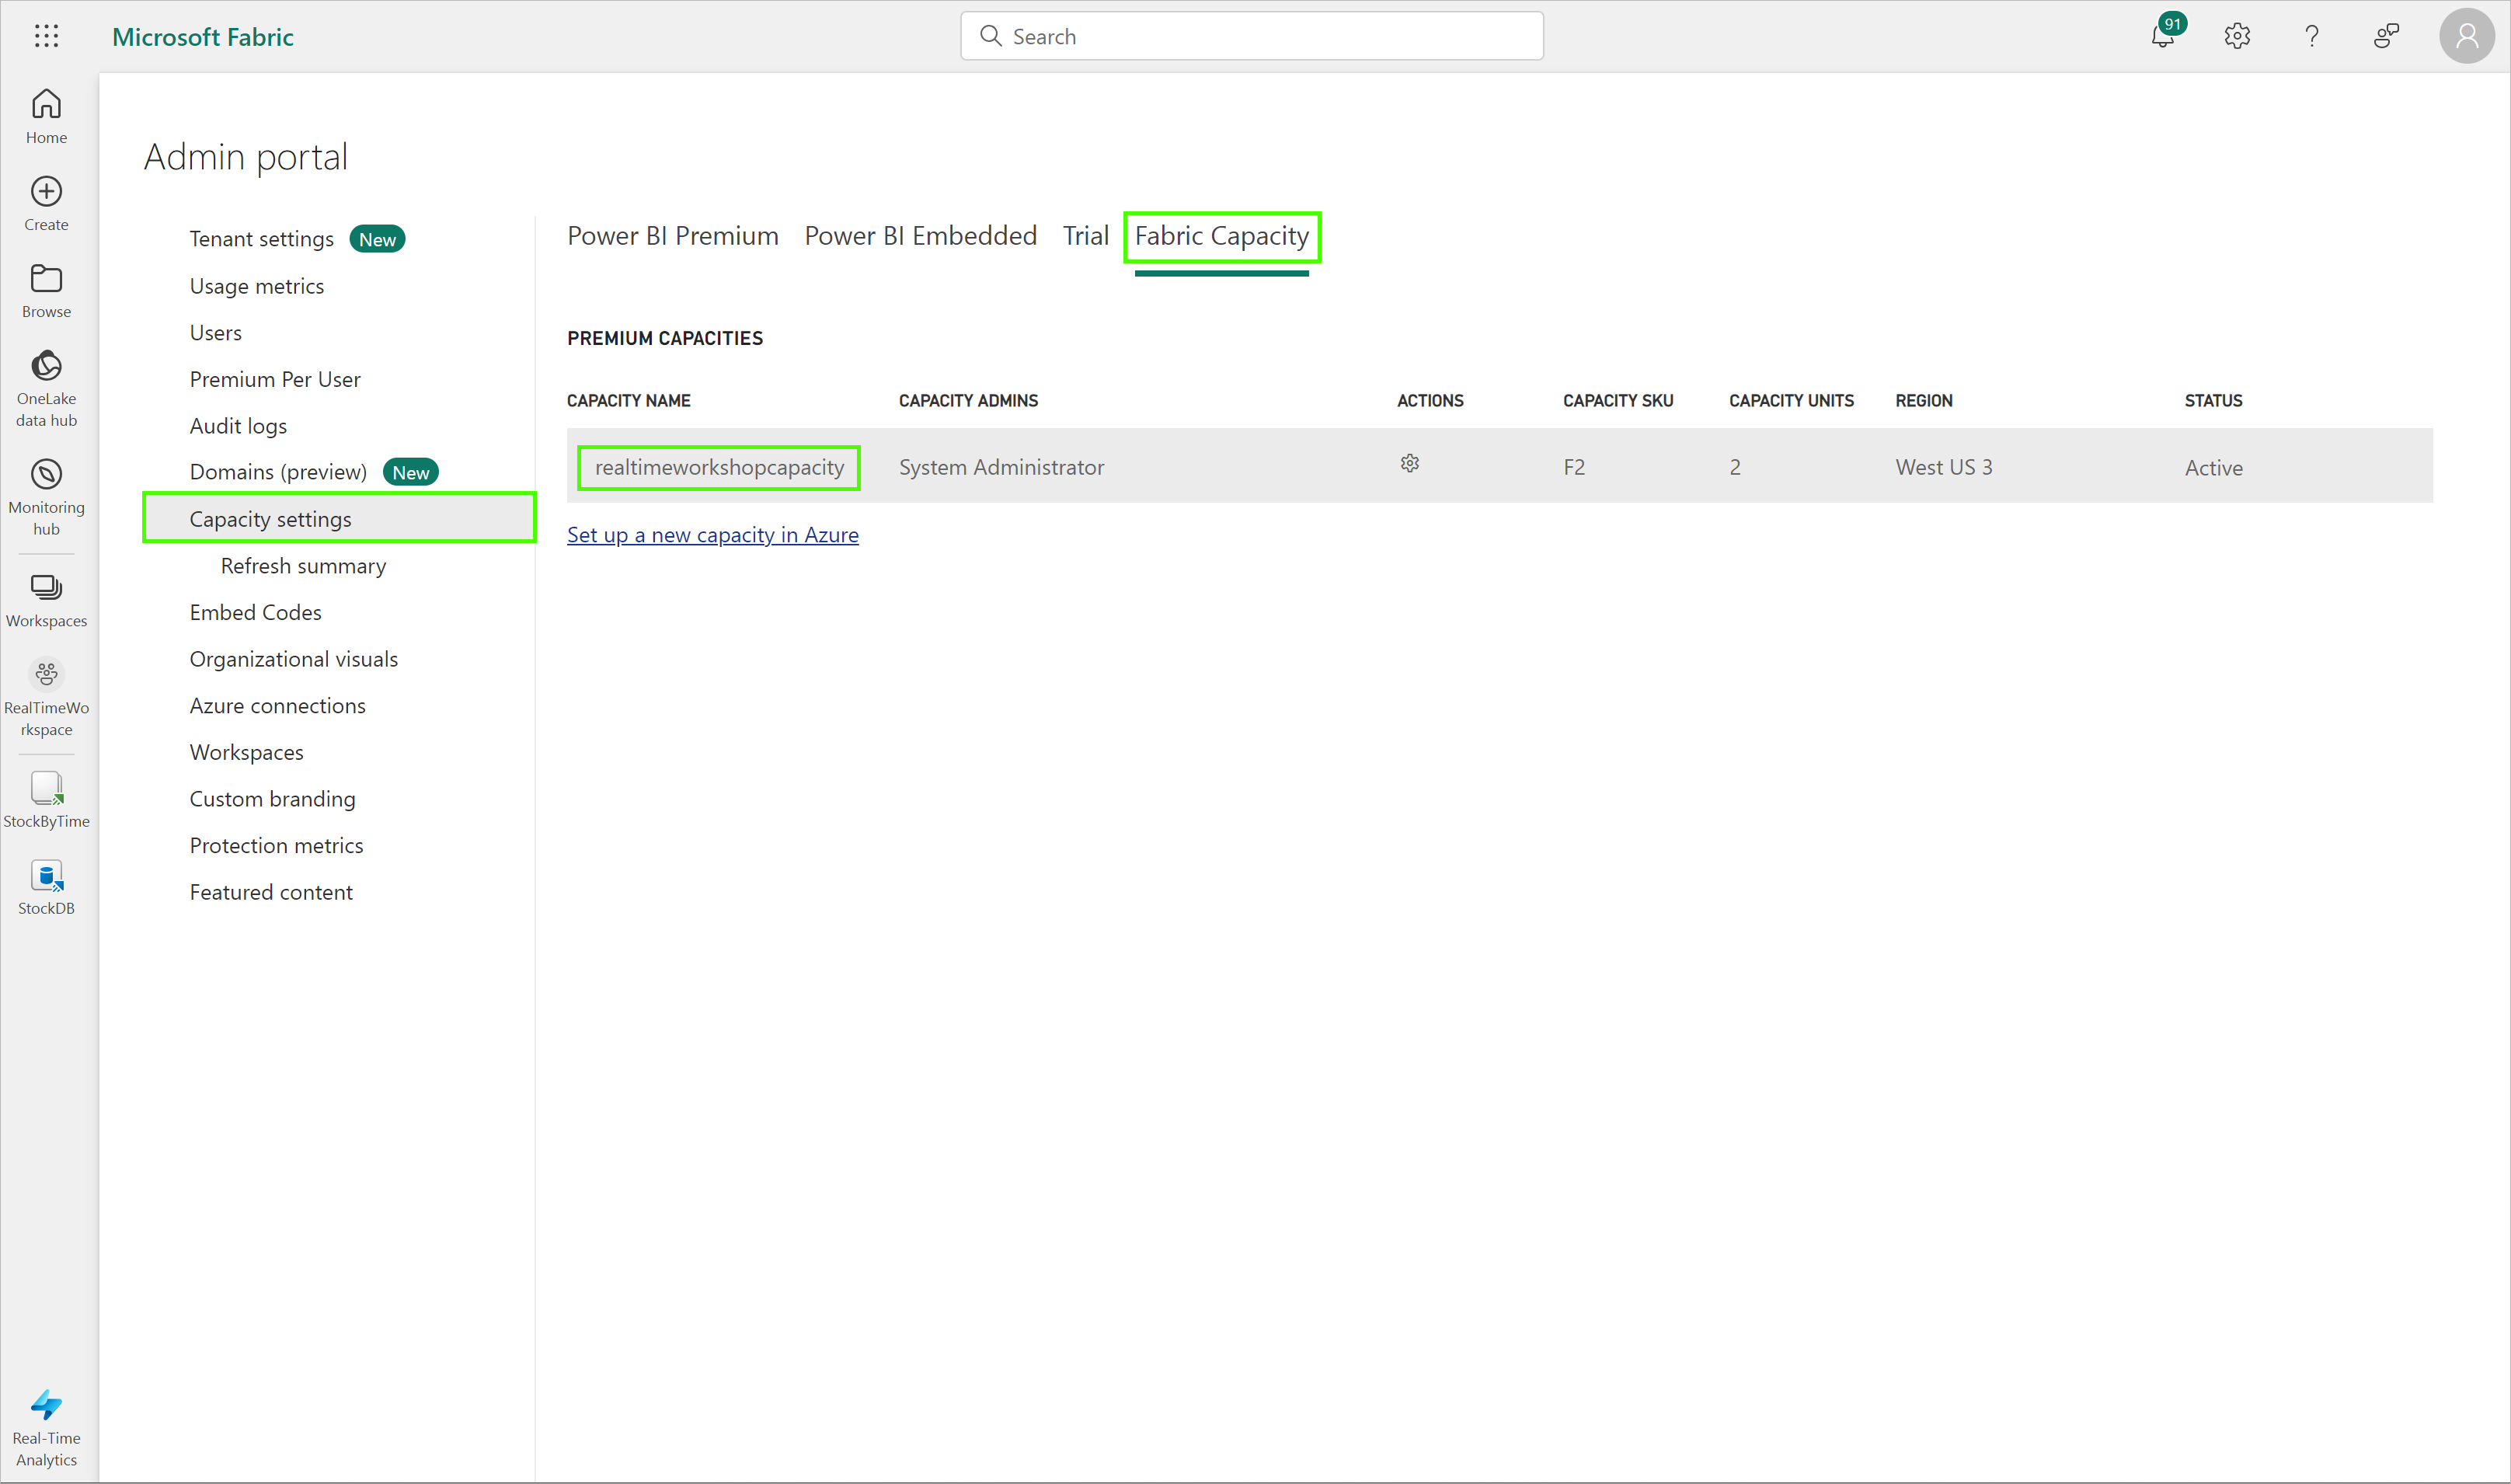 Microsoft Fabric
Search
91
Home
Create
Browse
OneLake
data hub
Monitoring
hub
Workspaces
RealTimeWo
rkspace
StockByTime
StockDB
Real-Time
Analytics
Admin portal
Tenant settings New
Usage metrics
Users
Premium Per User
Audit logs
Domains (preview) New
Capacity settings
Refresh summary
Embed Codes
Organizational visuals
Azure connections
Workspaces
Custom branding
Protection metrics
Featured content
Power BI Premium Power BI Embedded Trial Fabric Capacity
PREMIUM CAPACITIES
CAPACITY NAME CAPACITY ADMINS ACTIONS CAPACITY SKU CAPACITY UNITS REGION STATUS
realtimeworkshopcapacity System Administrator F2 2 West US 3 Active
Set up a new capacity in Azure